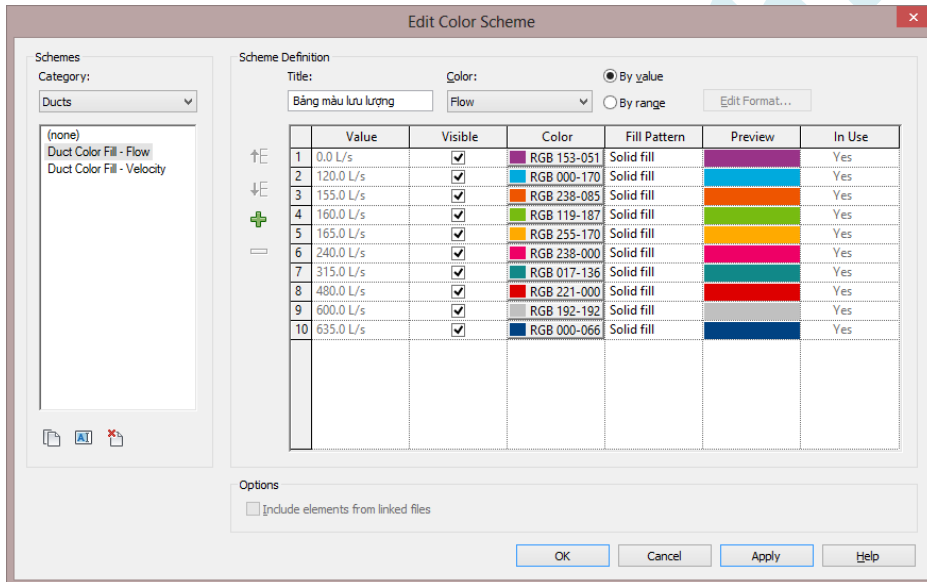 Edit Color Scheme
Schemes
Category:
Ducts
(none)
Duct Color Fill - Flow
Duct Color Fill - Velocity
Scheme Definition
Title:
Bảng màu lưu lượng
Color:
Flow
By value
By range
Edit Format...
Value Visible Color Fill Pattern Preview In Use
1 0.0 L/s RGB 153-051 Solid fill Yes
2 120.0 L/s RGB 000-170 Solid fill Yes
3 155.0 L/s RGB 238-085 Solid fill Yes
4 160.0 L/s RGB 119-187 Solid fill Yes
5 165.0 L/s RGB 255-170 Solid fill Yes
6 240.0 L/s RGB 238-000 Solid fill Yes
7 315.0 L/s RGB 017-136 Solid fill Yes
8 480.0 L/s RGB 221-000 Solid fill Yes
9 600.0 L/s RGB 192-192 Solid fill Yes
10 635.0 L/s RGB 000-066 Solid fill Yes
Options
Include elements from linked files
OK Cancel Apply Help